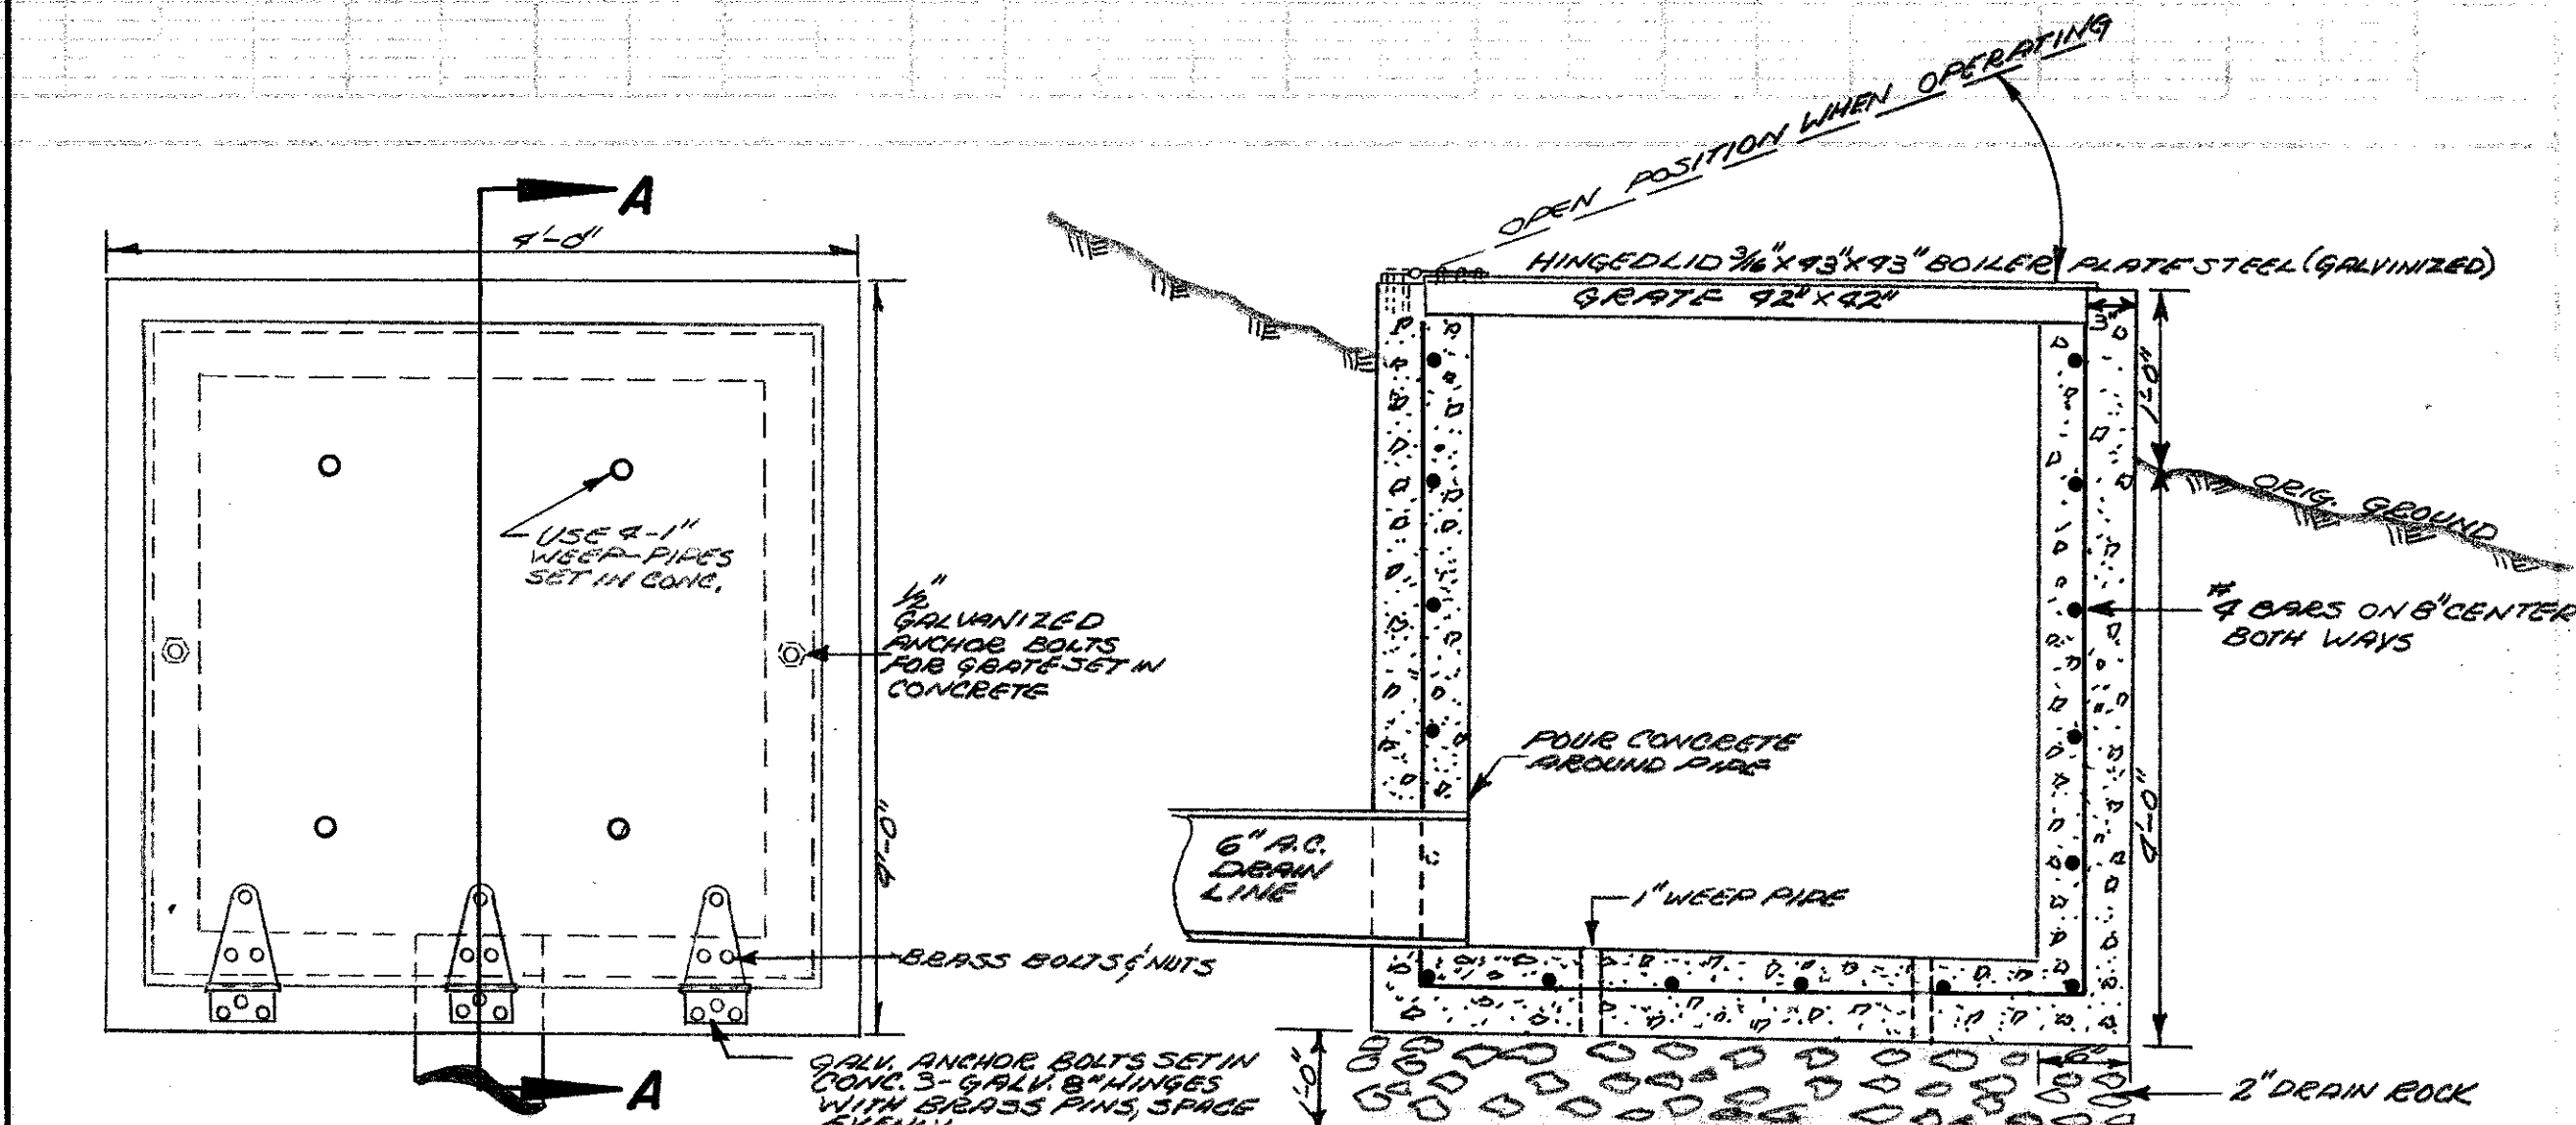 OPEN POSITION WHEN OPERATING
A
4'-0"
HINGED LID 3/16" X 43" X 43" BOILER PLATE STEEL (GALVINIZED)
GRATE 42" X 42"
3"
1'-0"
ORIG. GROUND
USE 4-1"
WEEP-PIPES
SET IN CONC.
1/2"
GALVANIZED
ANCHOR BOLTS
FOR GRATE SET IN
CONCRETE
#4 BARS ON 8" CENTER
BOTH WAYS
POUR CONCRETE
AROUND PIPE
4'-0"
4'-0"
6" A.C.
DRAIN
LINE
1" WEEP PIPE
BRASS BOLTS & NUTS
GALV. ANCHOR BOLTS SET IN
CONC. 3- GALV. 8" HINGES
WITH BRASS PINS, SPACE
EVENLY
A
1'-0"
6"
2" DRAIN ROCK